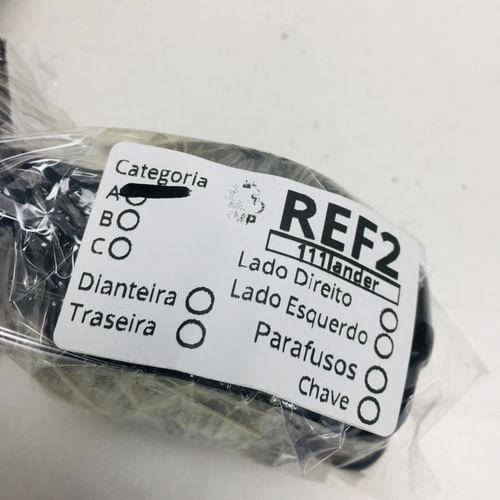 Categoria
A
B
C
Dianteira
Traseira
p
REF2
111lander
Lado Direito
Lado Esquerdo
Parafusos
Chave